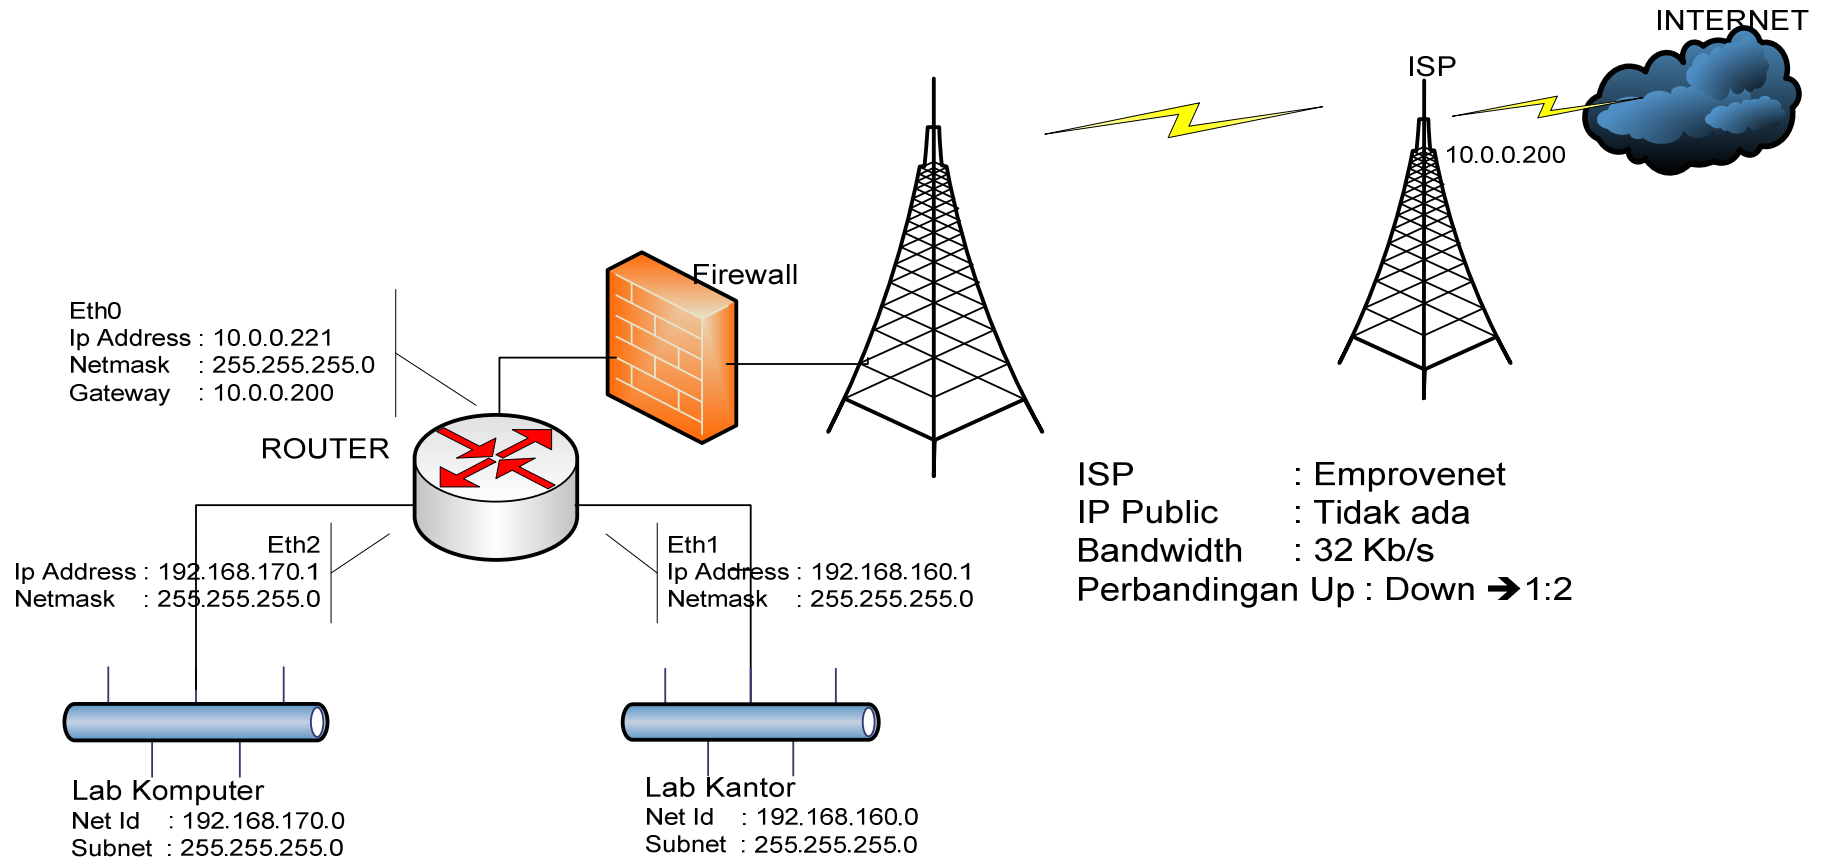 INTERNET
ISP
10.0.0.200
Firewall
Eth0
Ip Address : 10.0.0.221
Netmask : 255.255.255.0
Gateway : 10.0.0.200
ROUTER
ISP : Emprovenet
IP Public : Tidak ada
Bandwidth : 32 Kb/s
Perbandingan Up : Down ➔ 1:2
Eth2
Ip Address : 192.168.170.1
Netmask : 255.255.255.0
Eth1
Ip Address : 192.168.160.1
Netmask : 255.255.255.0
Lab Komputer
Net Id : 192.168.170.0
Subnet : 255.255.255.0
Lab Kantor
Net Id : 192.168.160.0
Subnet : 255.255.255.0